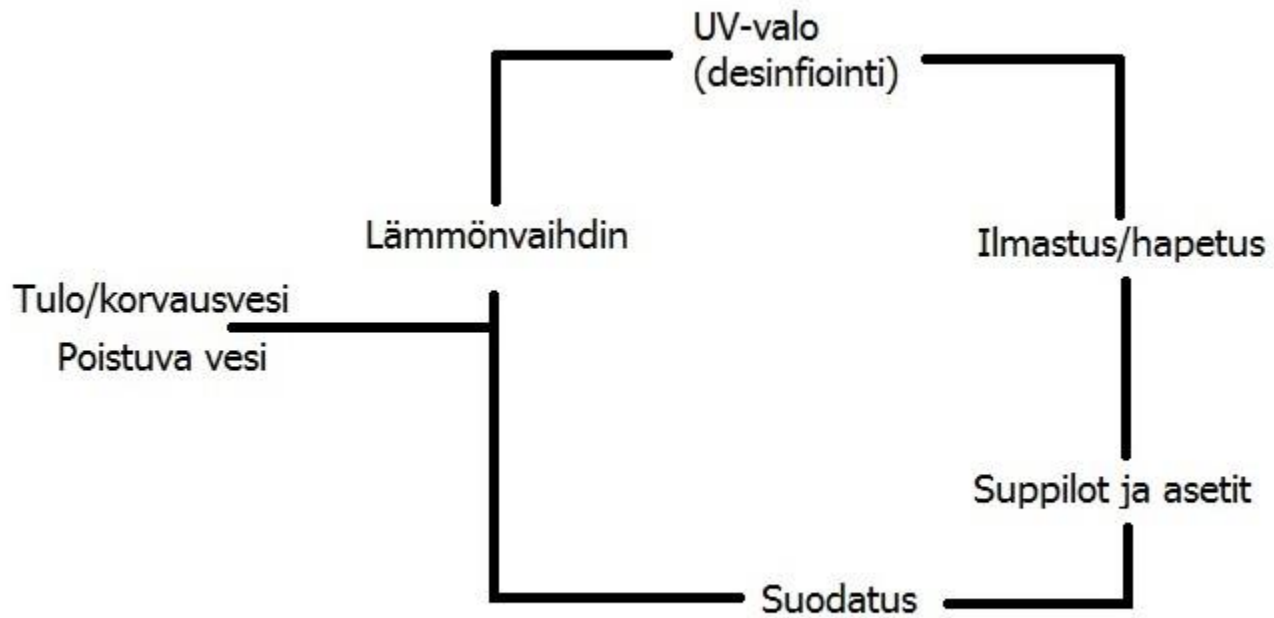 UV-valo
(desinfiointi)
Lämmönvaihdin
Ilmastus/hapetus
Tulo/korvausvesi
Poistuva vesi
Suppilot ja asetit
Suodatus